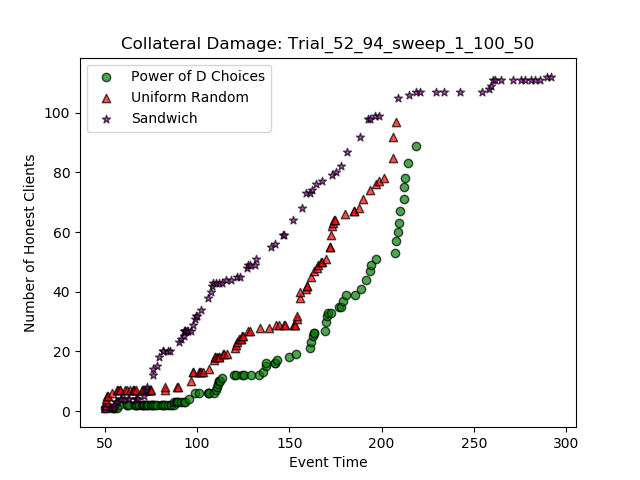 Collateral Damage: Trial_52_94_sweep_1_100_50
Power of D Choices
Uniform Random
Sandwich
Number of Honest Clients
100
80
60
40
20
0
50 100 150 200 250 300
Event Time